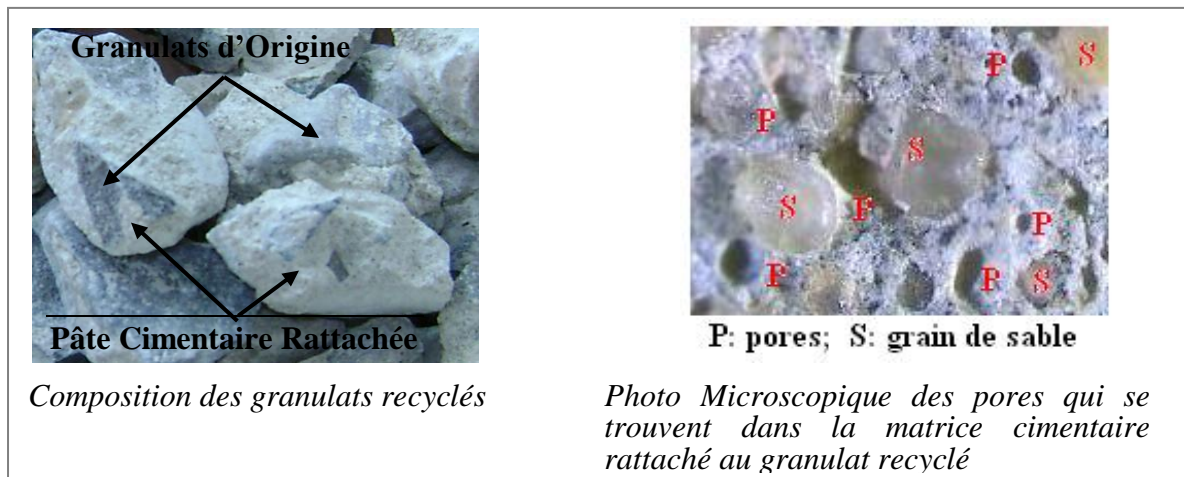 Granulats d’Origine
Pâte Cimentaire Rattachée
Composition des granulats recyclés
P
S
P
S
S
P
P
P
P
S
P: pores; S: grain de sable
Photo Microscopique des pores qui se
trouvent dans la matrice cimentaire
rattaché au granulat recyclé